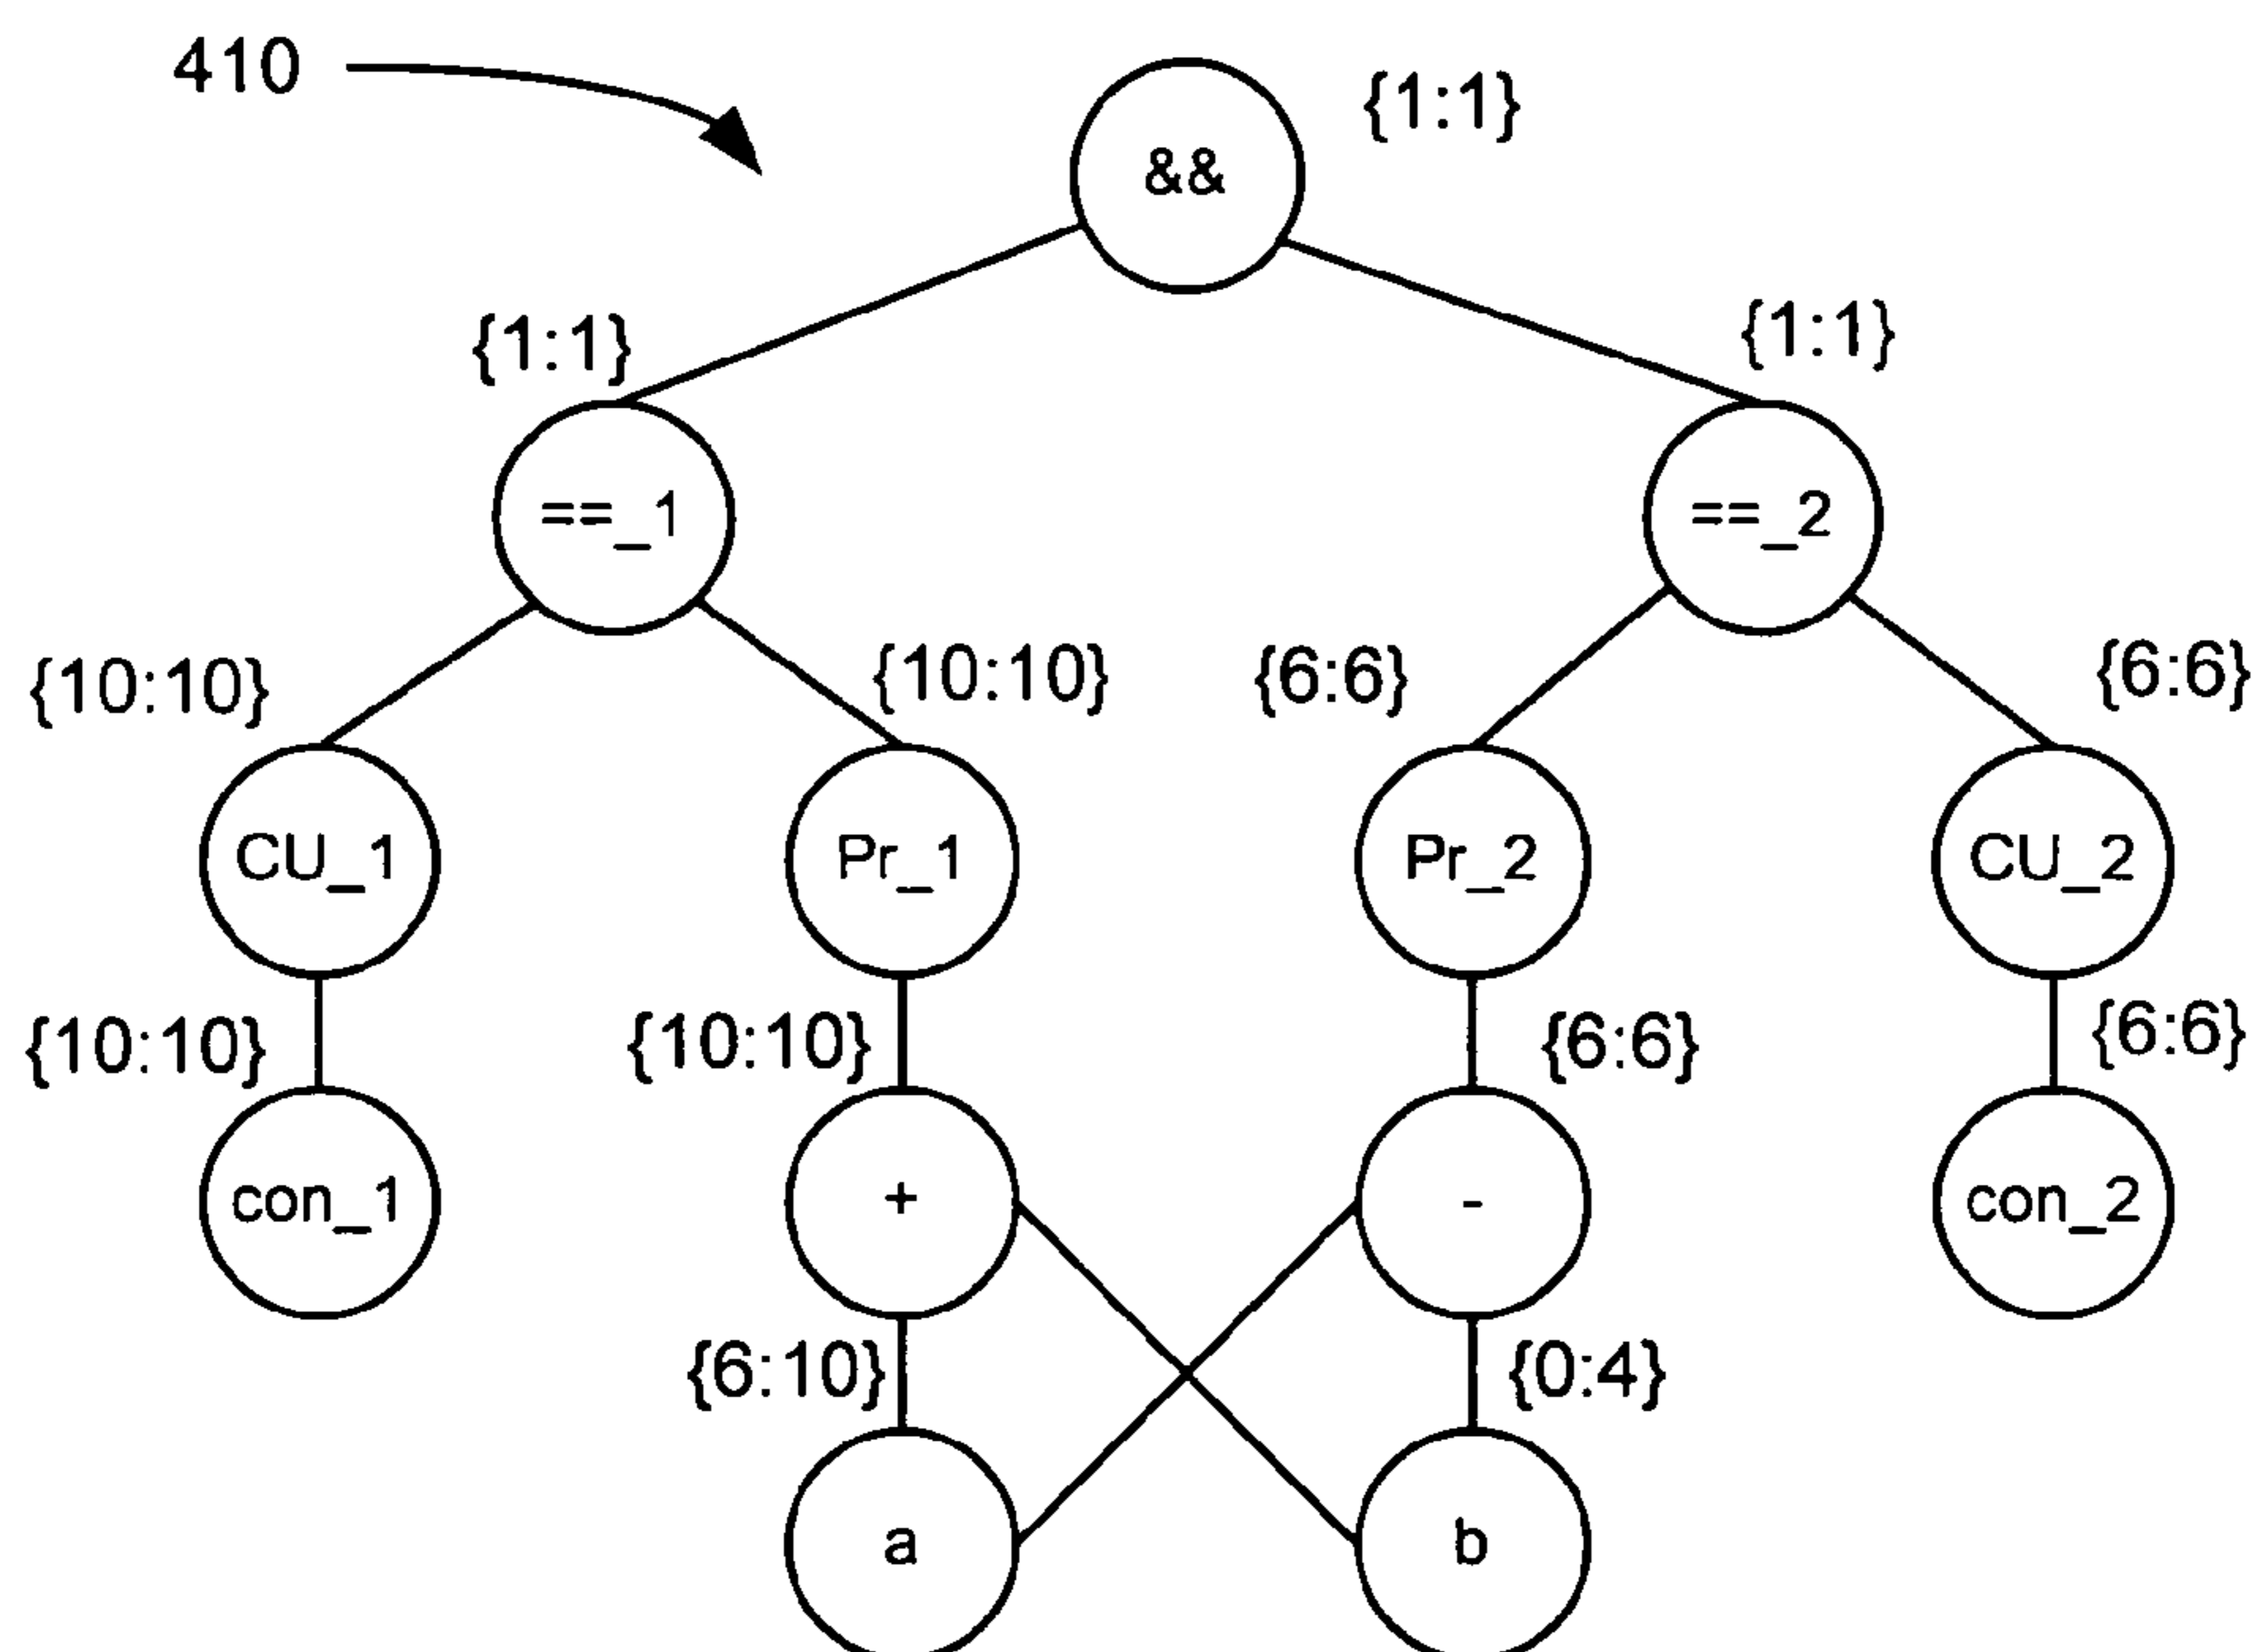 410
{1:1}
&&
{1:1}
{1:1}
==_1
==_2
{10:10}
{10:10}
{6:6}
{6:6}
CU_1
Pr_1
Pr_2
CU_2
{10:10}
{10:10}
{6:6}
{6:6}
con_1
+
-
con_2
{6:10}
{0:4}
a
b